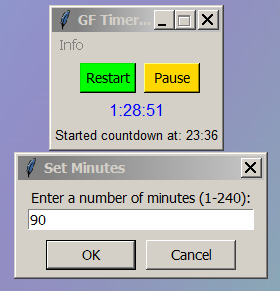 GF Timer...
Info
Restart
Pause
1:28:51
Started countdown at: 23:36
Set Minutes
Enter a number of minutes (1-240):
90
OK
Cancel